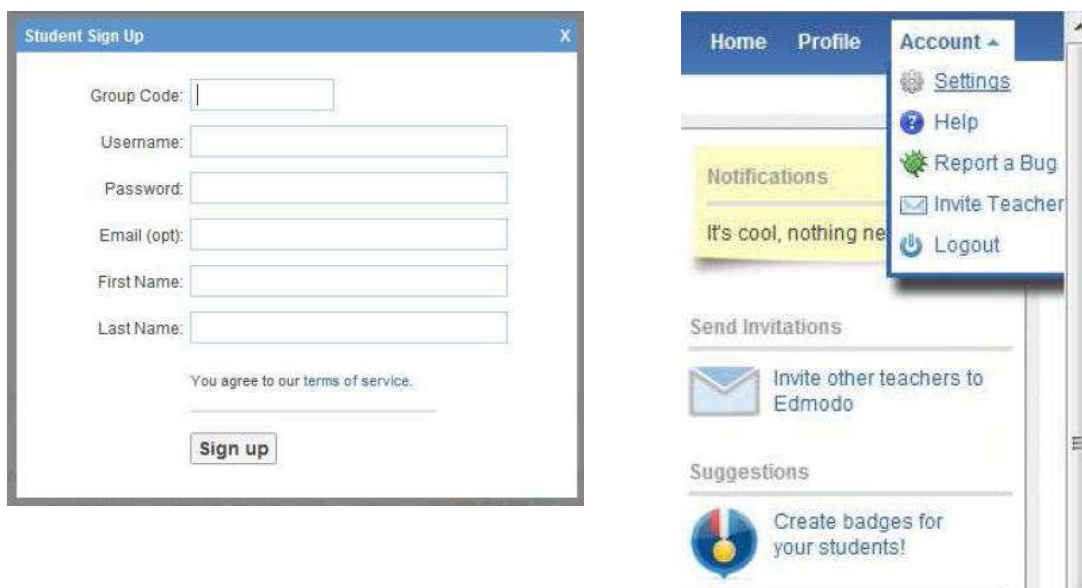 Student Sign Up X
Group Code:
Username:
Password:
Email (opt):
First Name:
Last Name:
You agree to our terms of service.
Sign up
Home Profile Account
Settings
Help
Report a Bug
Invite Teacher
Logout
Notifications
It's cool, nothing ne
Send Invitations
Invite other teachers to
Edmodo
Suggestions
Create badges for
your students!